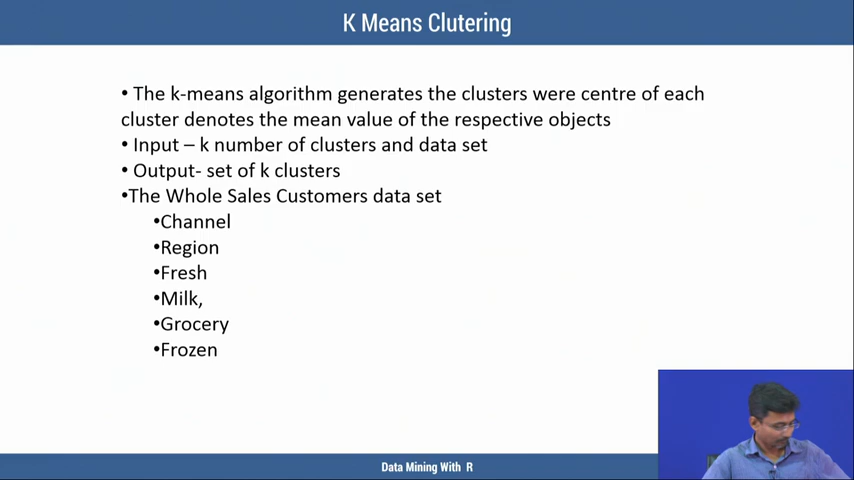 K Means Clutering
• The k-means algorithm generates the clusters were centre of each
cluster denotes the mean value of the respective objects
• Input – k number of clusters and data set
• Output- set of k clusters
•The Whole Sales Customers data set
•Channel
•Region
•Fresh
•Milk,
•Grocery
•Frozen
Data Mining With R